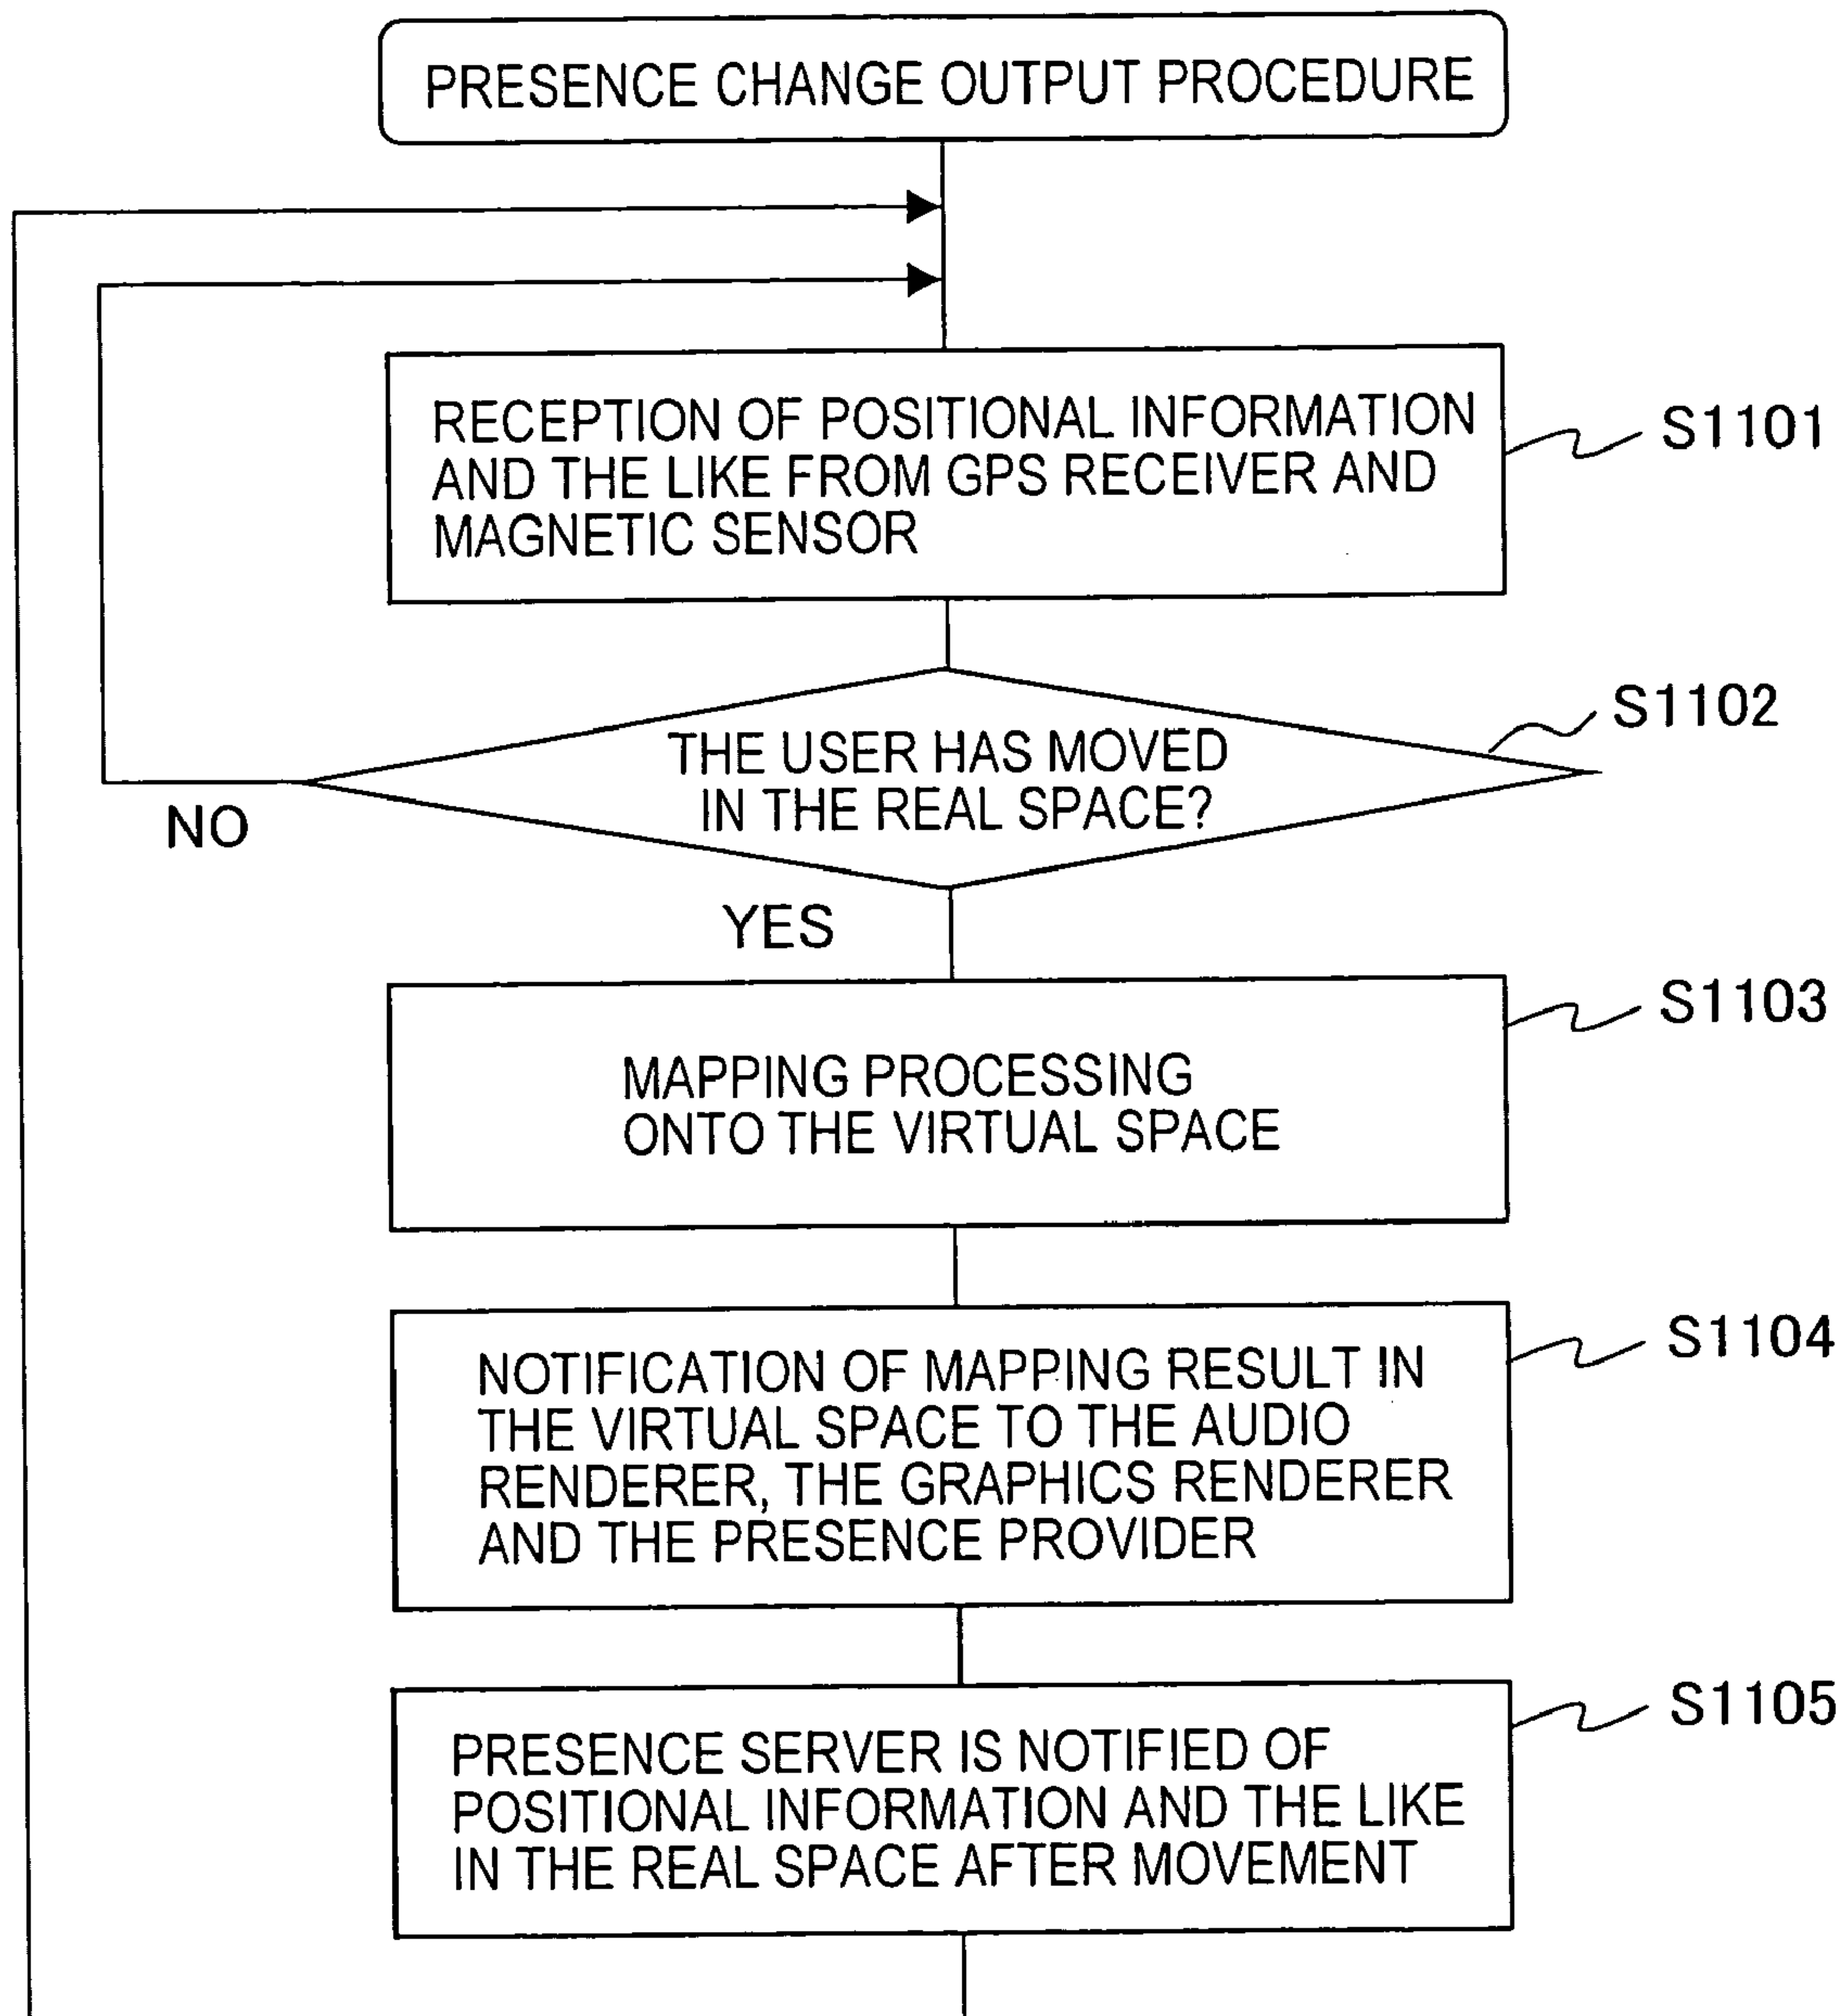 PRESENCE CHANGE OUTPUT PROCEDURE
RECEPTION OF POSITIONAL INFORMATION
AND THE LIKE FROM GPS RECEIVER AND
MAGNETIC SENSOR
S1101
THE USER HAS MOVED
IN THE REAL SPACE?
S1102
NO
YES
MAPPING PROCESSING
ONTO THE VIRTUAL SPACE
S1103
NOTIFICATION OF MAPPING RESULT IN
THE VIRTUAL SPACE TO THE AUDIO
RENDERER, THE GRAPHICS RENDERER
AND THE PRESENCE PROVIDER
S1104
PRESENCE SERVER IS NOTIFIED OF
POSITIONAL INFORMATION AND THE LIKE
IN THE REAL SPACE AFTER MOVEMENT
S1105